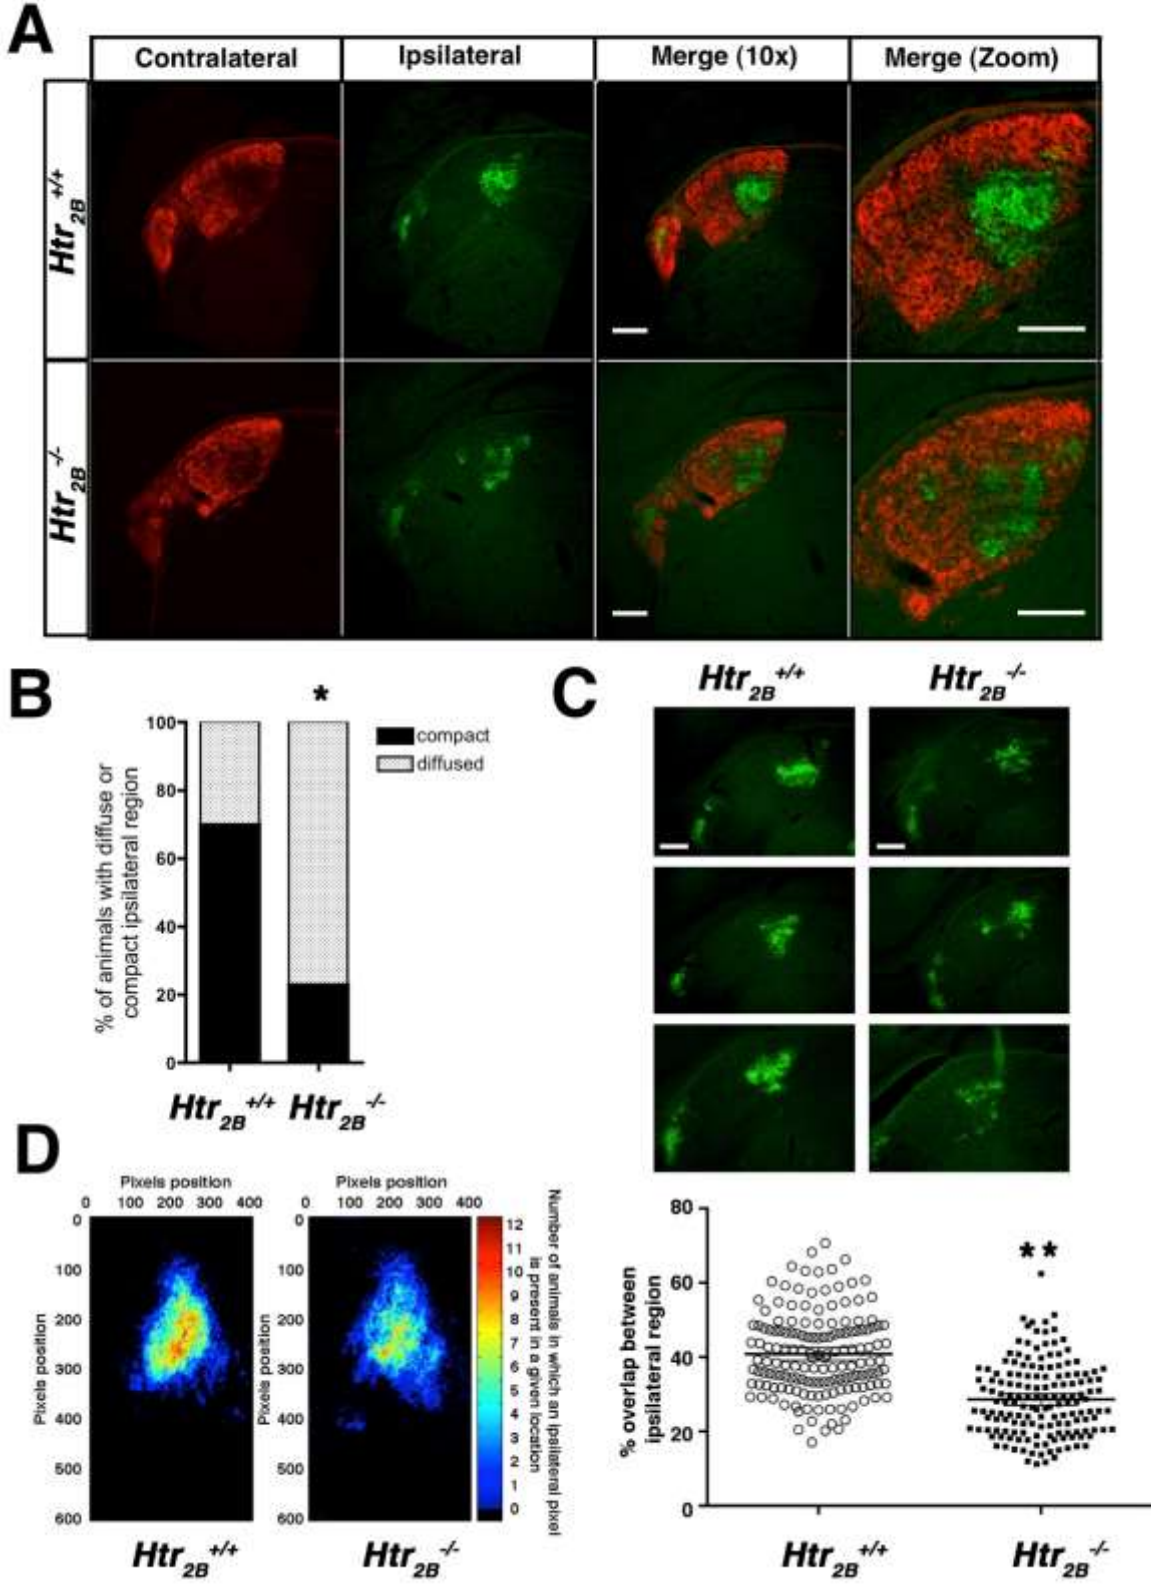 A
Contralateral Ipsilateral Merge (10x) Merge (Zoom)
Htr2B+/+
Htr2B-/-
B
*
% of animals with diffuse or
compact ipsilateral region
100
80
60
40
20
0
compact
diffused
Htr2B+/+ Htr2B-/-
C
Htr2B+/+ Htr2B-/-
D
Pixels position
0 100 200 300 400
Pixels position
0
100
200
300
400
500
600
Htr2B+/+
Pixels position
0 100 200 300 400
Pixels position
0
100
200
300
400
500
600
Htr2B-/-
12
11
10
9
8
7
6
5
4
3
2
1
0
Number of animals in which an ipsilateral pixel
is present in a given location
% overlap between
ipsilateral region
80
60
40
20
0
**
Htr2B+/+ Htr2B-/-